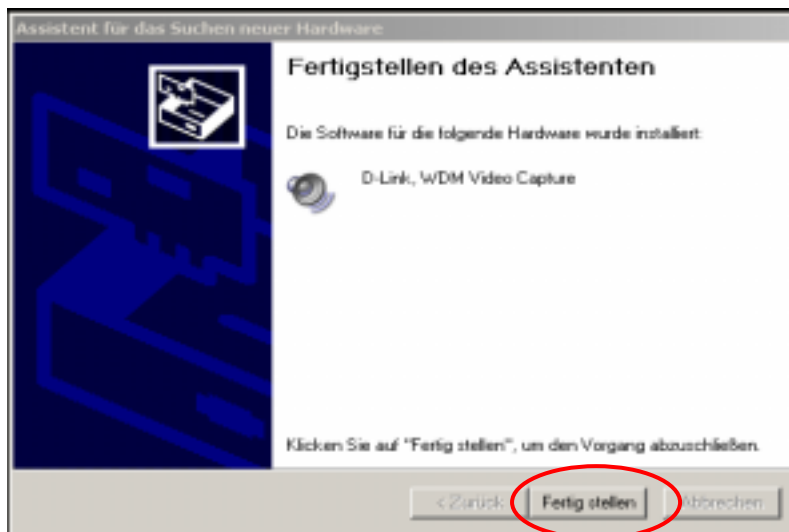 Assistent für das Suchen neuer Hardware
Fertigstellen des Assistenten
Die Software für die folgende Hardware wurde installiert:
D-Link, WDM Video Capture
Klicken Sie auf "Fertig stellen", um den Vorgang abzuschließen.
< Zurück Fertig stellen Abbrechen